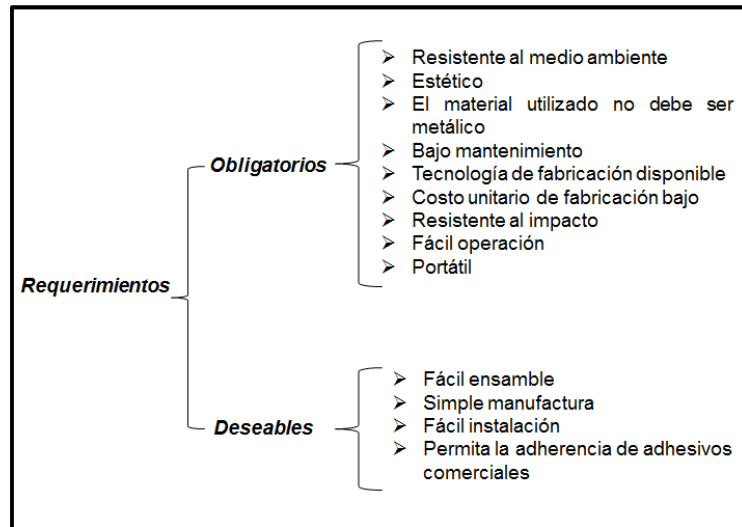 Requerimientos
Obligatorios
Resistente al medio ambiente
Estético
El material utilizado no debe ser
metálico
Bajo mantenimiento
Tecnología de fabricación disponible
Costo unitario de fabricación bajo
Resistente al impacto
Fácil operación
Portátil
Deseables
Fácil ensamble
Simple manufactura
Fácil instalación
Permita la adherencia de adhesivos
comerciales